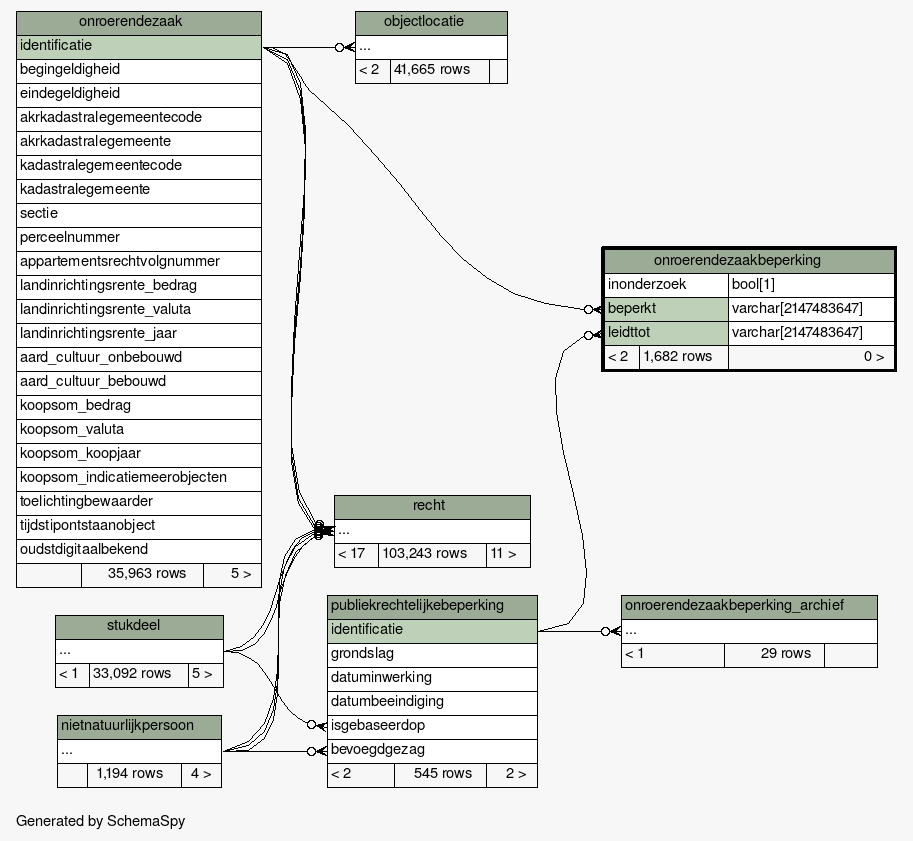 onroerendezaak
identificatie
begingeldigheid
eindegeldigheid
akrkadastralegemeentecode
akrkadastralegemeente
kadastralegemeentecode
kadastralegemeente
sectie
perceelnummer
appartementsrechtvolgnummer
landinrichtingsrente_bedrag
landinrichtingsrente_valuta
landinrichtingsrente_jaar
aard_cultuur_onbebouwd
aard_cultuur_bebouwd
koopsom_bedrag
koopsom_valuta
koopsom_koopjaar
koopsom_indicatiemeerobjecten
toelichtingbewaarder
tijdstipontstaanobject
oudstdigitaalbekend
35,963 rows 5 >
objectlocatie
...
< 2 41,665 rows
onroerendezaakbeperking
inonderzoek bool[1]
beperkt varchar[2147483647]
leidttot varchar[2147483647]
< 2 1,682 rows 0 >
recht
...
< 17 103,243 rows 11 >
stukdeel
...
< 1 33,092 rows 5 >
nietnatuurlijkpersoon
...
1,194 rows 4 >
publiekrechtelijkebeperking
identificatie
grondslag
datuminwerking
datumbeeindiging
isgebaseerdop
bevoegdgezag
< 2 545 rows 2 >
onroerendezaakbeperking_archief
...
< 1 29 rows
Generated by SchemaSpy